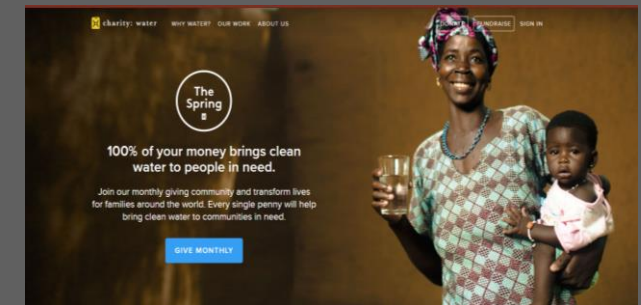 charity: water WHY WATER? OUR WORK ABOUT US FUNDRAISE SIGN IN
The
Spring
100% of your money brings clean
water to people in need.
Join our monthly giving community and transform lives
for families around the world. Every single penny will help
bring clean water to communities in need.
GIVE MONTHLY